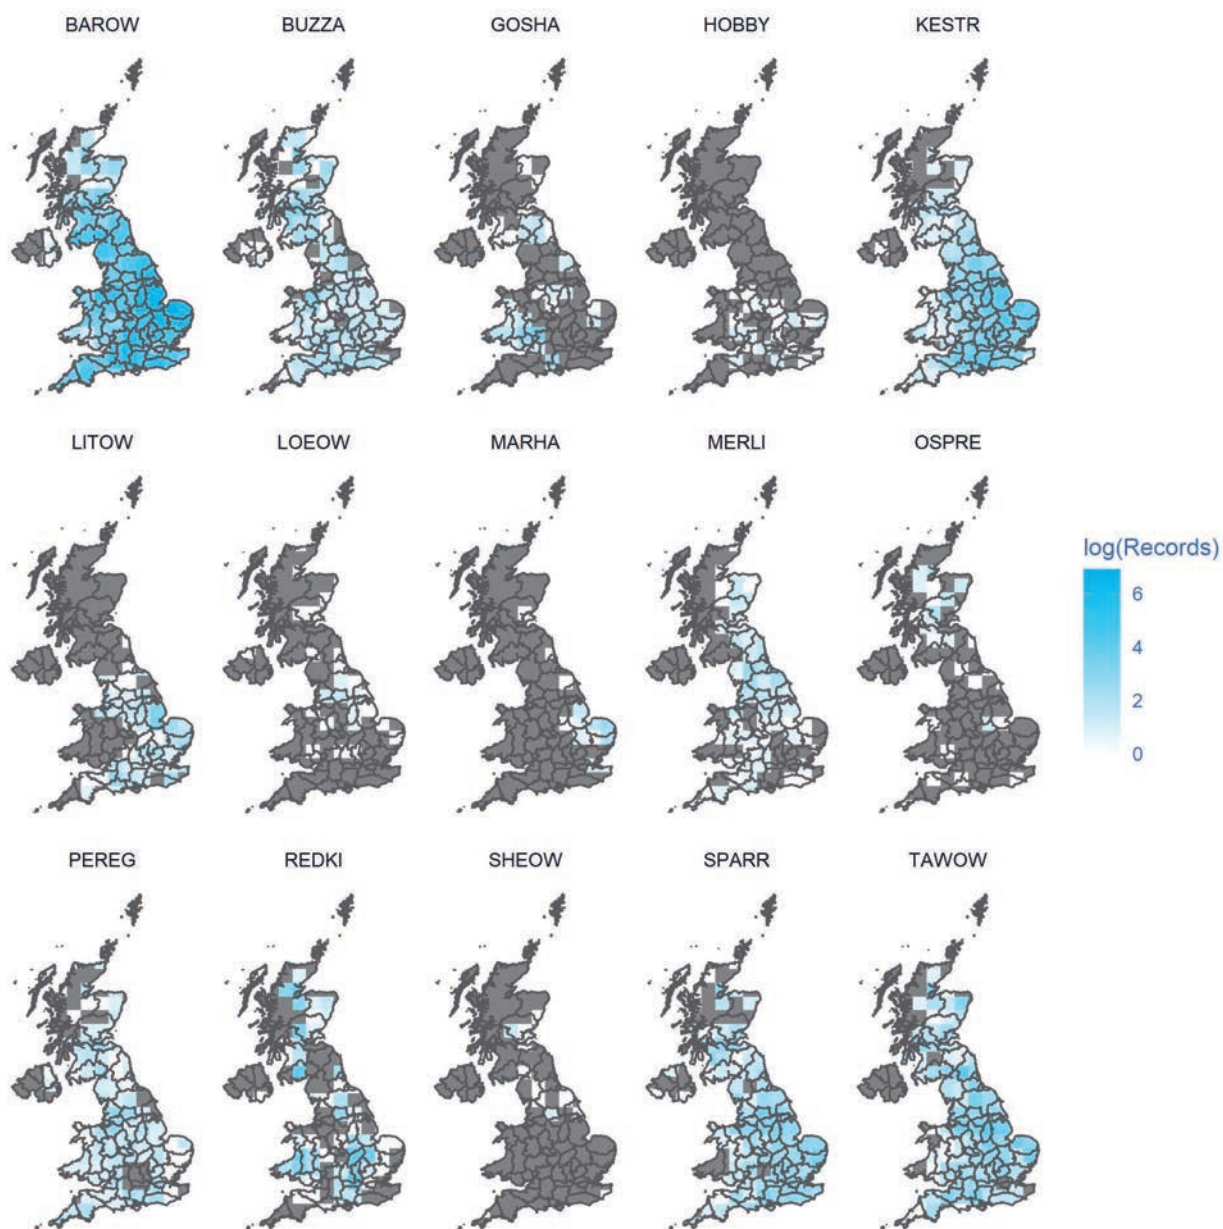 BAROW BUZZA GOSHA HOBBY KESTR
LITOW LOEOW MARHA MERLI OSPRE
log(Records)
6
4
2
0
PEREG REDKI SHEOW SPARR TAWOW